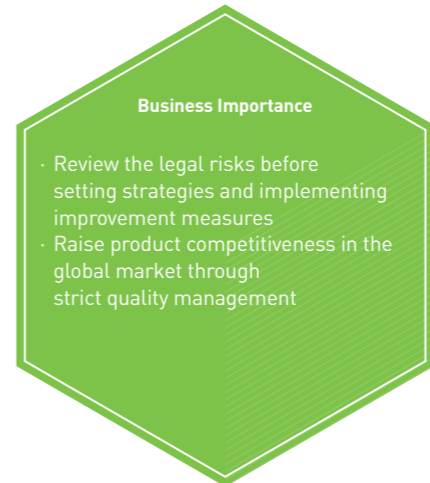 Business Importance
· Review the legal risks before
setting strategies and implementing
improvement measures
· Raise product competitiveness in the
global market through
strict quality management